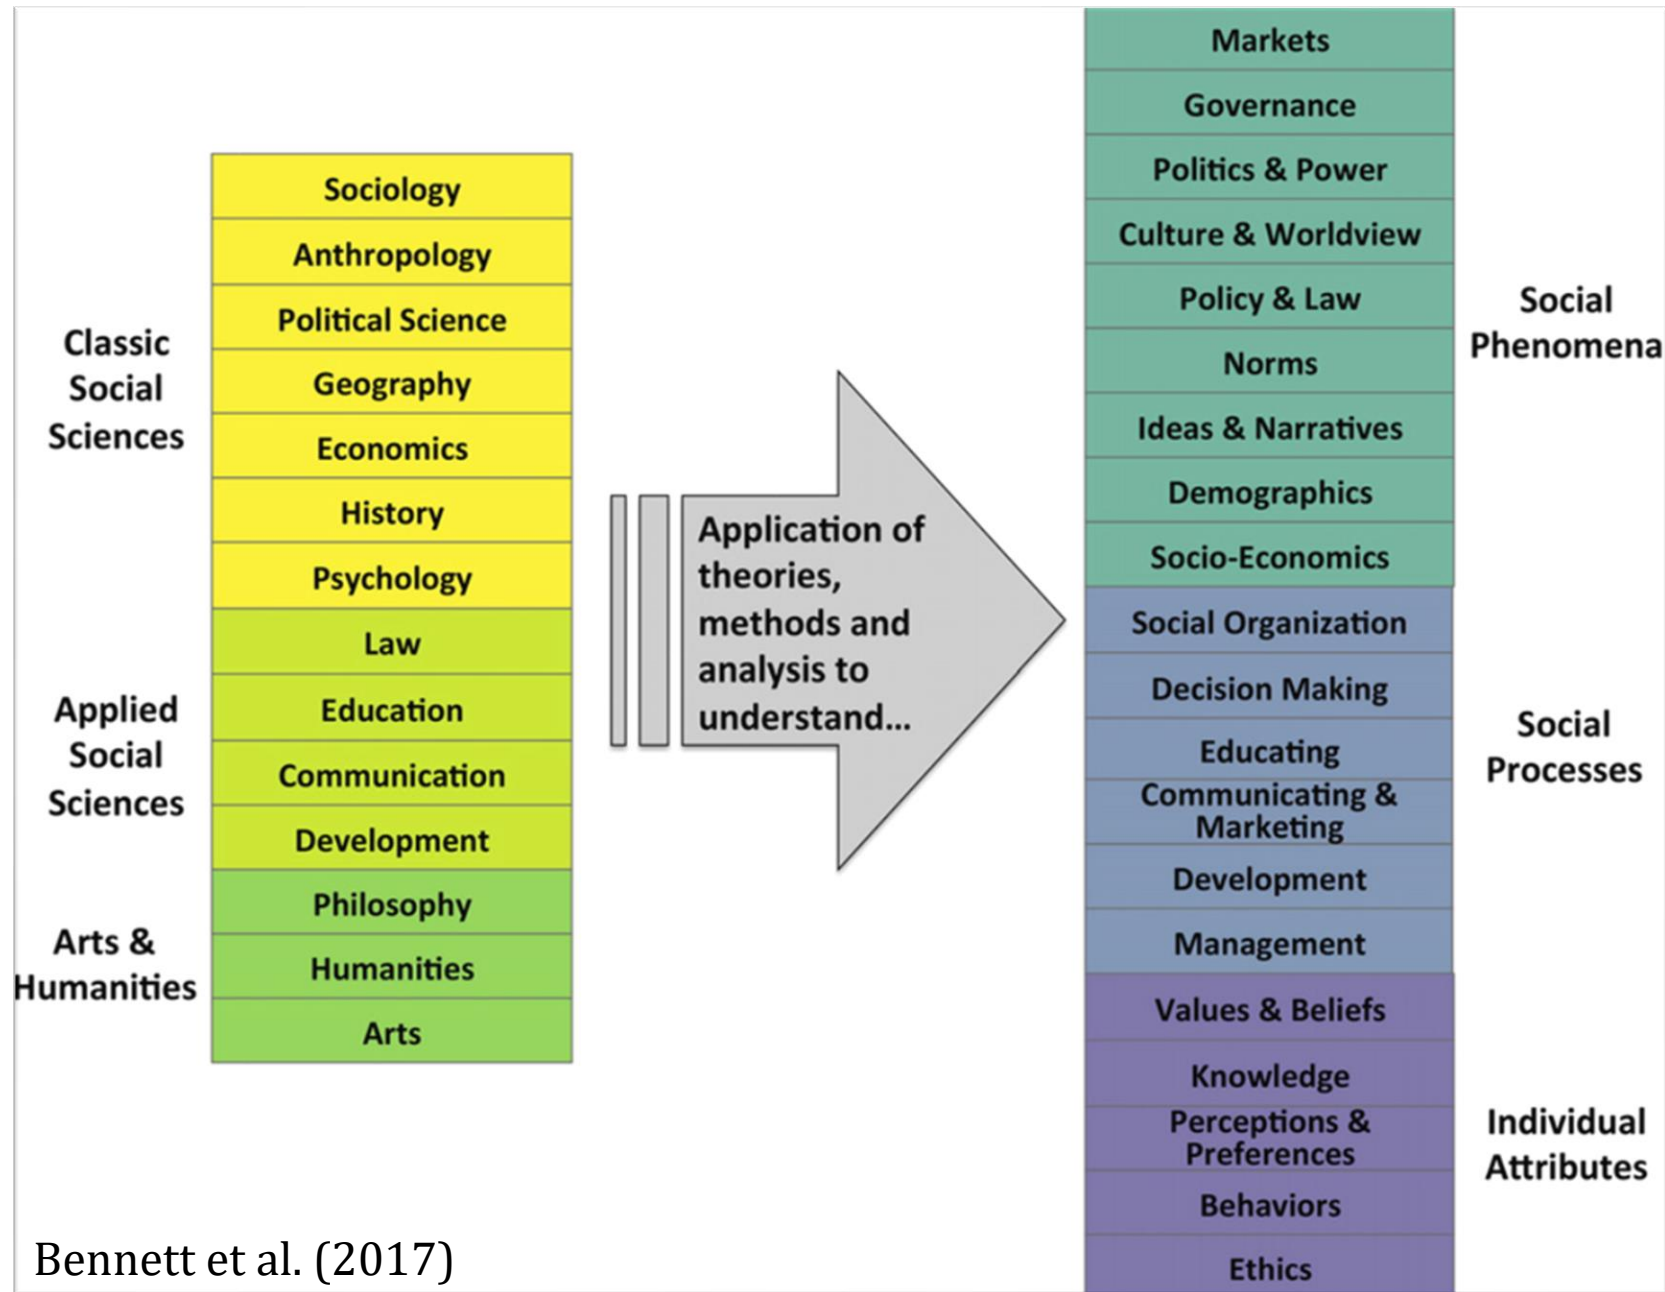 Classic
Social
Sciences
Sociology
Anthropology
Political Science
Geography
Economics
History
Psychology
Applied
Social
Sciences
Law
Education
Communication
Development
Arts &
Humanities
Philosophy
Humanities
Arts
Application of
theories,
methods and
analysis to
understand...
Markets
Governance
Politics & Power
Culture & Worldview
Policy & Law
Norms
Ideas & Narratives
Demographics
Socio-Economics
Social
Phenomena
Social Organization
Decision Making
Educating
Communicating &
Marketing
Development
Management
Social
Processes
Values & Beliefs
Knowledge
Perceptions &
Preferences
Behaviors
Ethics
Individual
Attributes
Bennett et al. (2017)